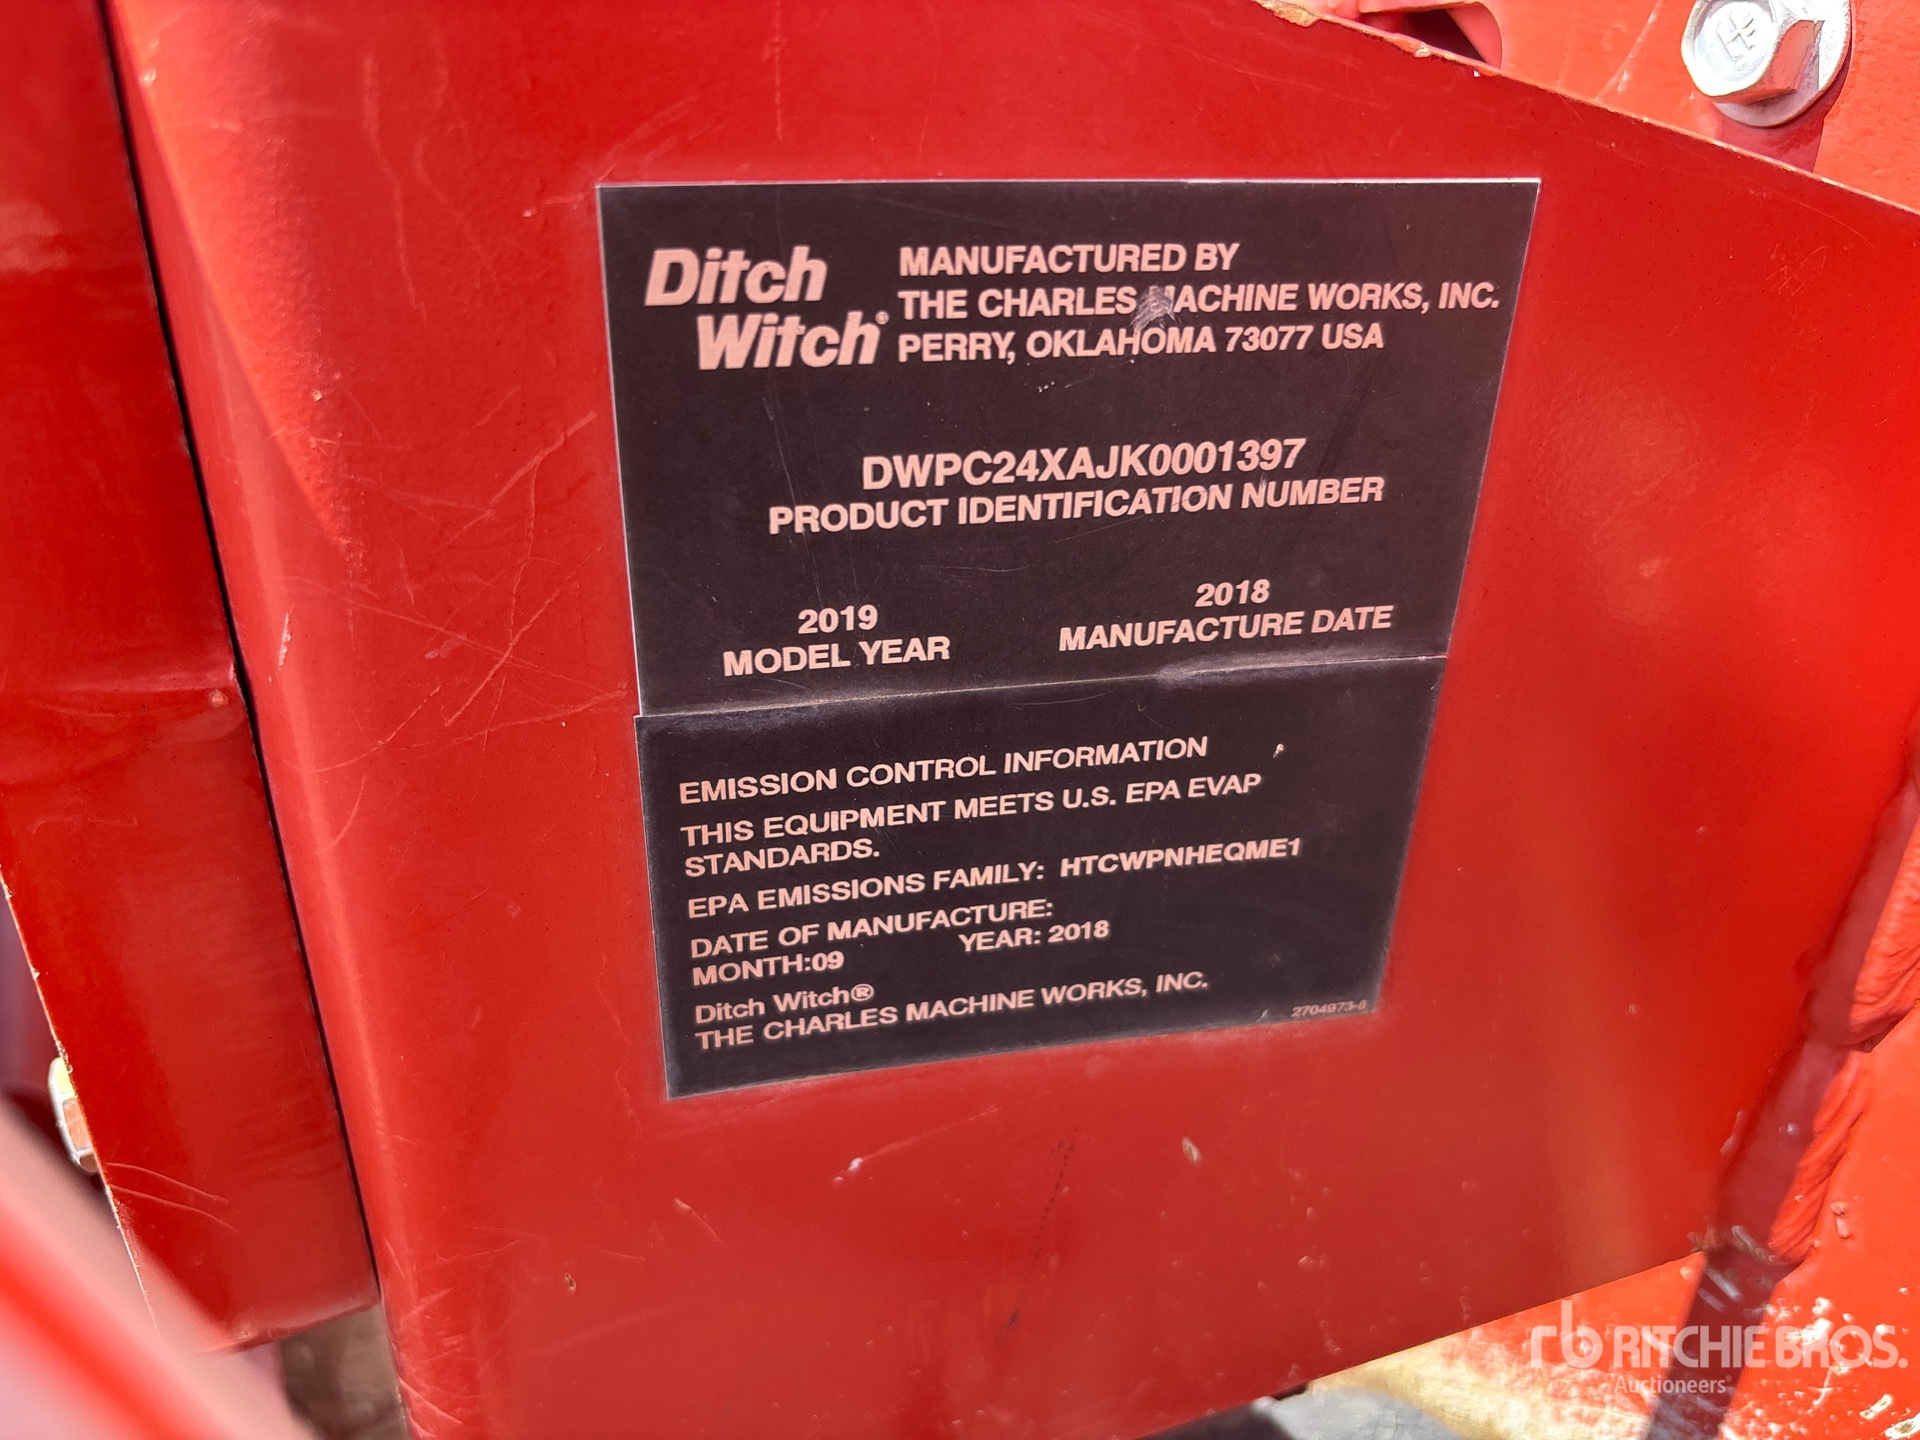 Ditch
Witch®
MANUFACTURED BY
THE CHARLES MACHINE WORKS, INC.
PERRY, OKLAHOMA 73077 USA
DWPC24XAJK0001397
PRODUCT IDENTIFICATION NUMBER
2019
MODEL YEAR
2018
MANUFACTURE DATE
EMISSION CONTROL INFORMATION
THIS EQUIPMENT MEETS U.S. EPA EVAP
STANDARDS.
EPA EMISSIONS FAMILY: HTCWPNHEQME1
DATE OF MANUFACTURE:
MONTH:09 YEAR: 2018
Ditch Witch®
THE CHARLES MACHINE WORKS, INC.
rb RITCHIE BROS.
Auctioneers